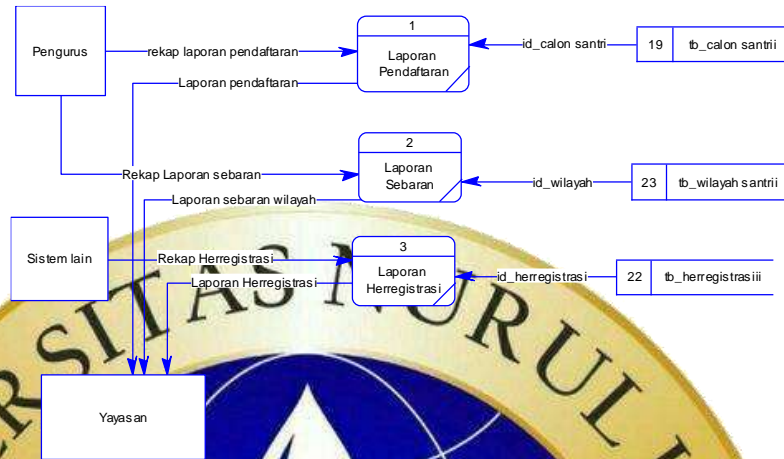 1
Pengurus
rekap laporan pendaftaran
Laporan
Pendaftaran
id_calon santri
19
tb_calon santrii
Laporan pendaftaran
2
Rekap Laporan sebaran
Laporan
Sebaran
id_wilayah
23
tb_wilayah santrii
Laporan sebaran wilayah
3
Sistem lain
Rekap Herregistrasi
Laporan
Herregistrasi
id_herregistrasi
22
tb_herregistrasiii
Laporan Herregistrasi
Yayasan
ERSITAS NURUL